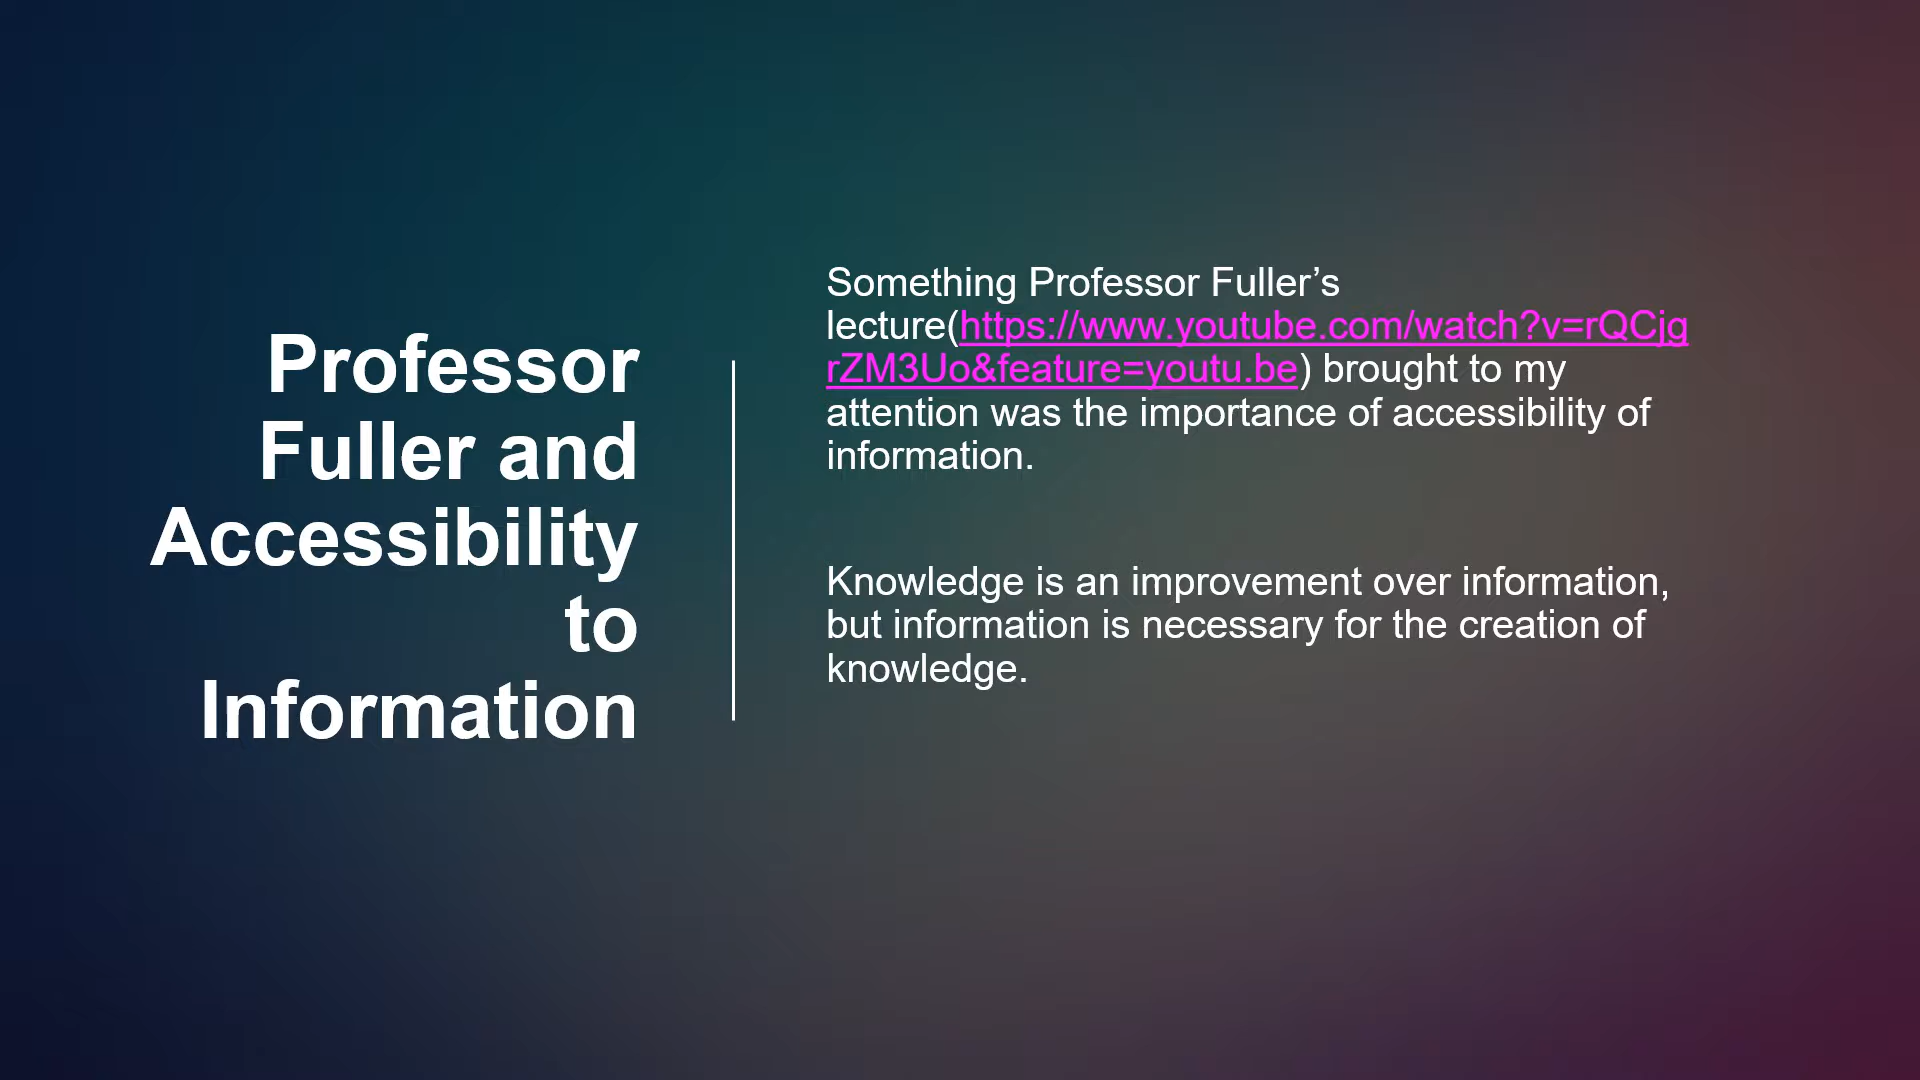 Professor
Fuller and
Accessibility
to
Information
Something Professor Fuller’s
lecture(https://www.youtube.com/watch?v=rQCjg
rZM3Uo&feature=youtu.be) brought to my
attention was the importance of accessibility of
information.
Knowledge is an improvement over information,
but information is necessary for the creation of
knowledge.